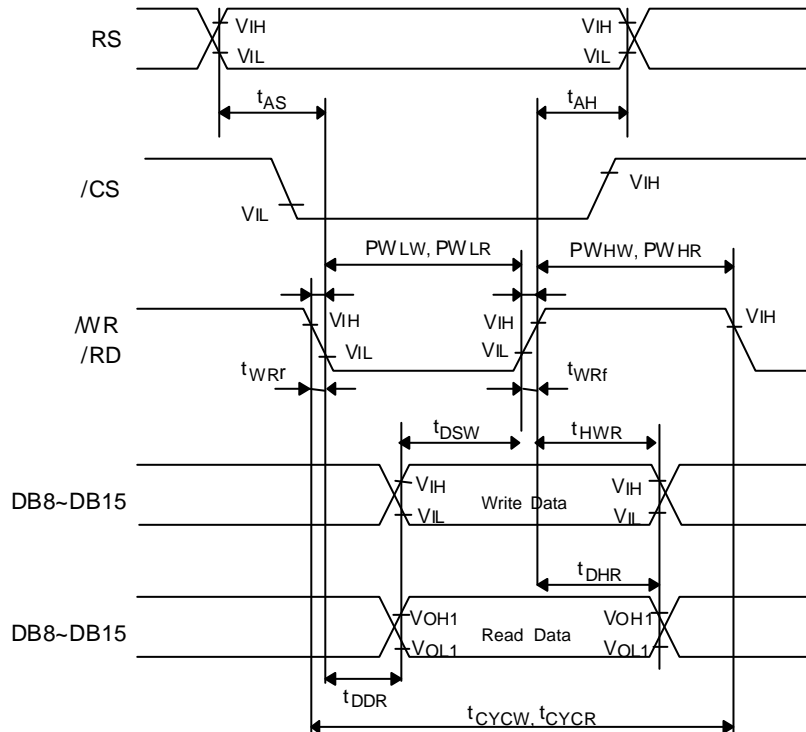 RS
VIH
VIL
VIH
VIL
tAS
tAH
/CS
VIL
VIH
PWLW, PWLR
PWHW, PWHR
/WR
/RD
VIH
VIL
VIH
VIL
VIH
tWRr
tWRf
tDSW
tHWR
DB8~DB15
VIH
VIL
Write Data
VIH
VIL
tDHR
DB8~DB15
VOH1
VOL1
Read Data
VOH1
VOL1
tDDR
tCYCW, tCYCR